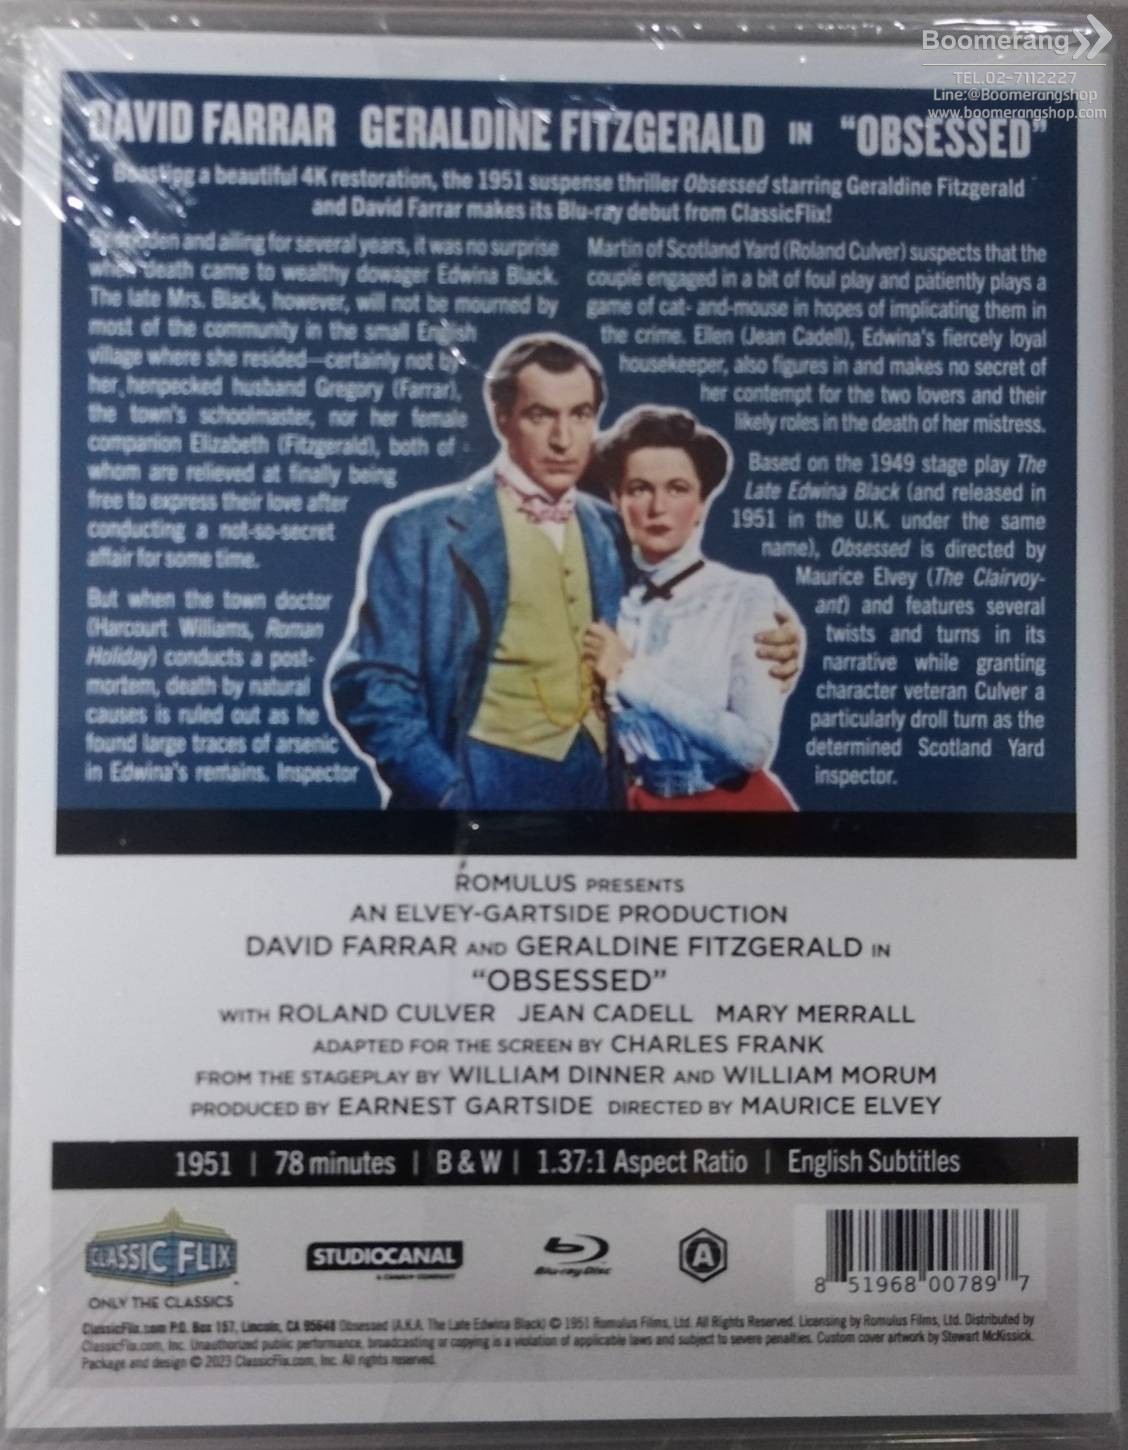 Boomerang
TEL.02-7112227
Line:@Boomerangshop
www.boomerangshop.com
DAVID FARRAR GERALDINE FITZGERALD IN "OBSESSED"
Boasting a beautiful 4K restoration, the 1951 suspense thriller Obsessed starring Geraldine Fitzgerald
and David Farrar makes its Blu-ray debut from ClassicFlix!
and ailing for several years, it was no surprise
when death came to wealthy dowager Edwina Black.
The late Mrs. Black, however, will not be mourned by
most of the community in the small English
village where she resided—certainly not by
her henpecked husband Gregory (Farrar),
the town's schoolmaster, nor her female
companion Elizabeth (Fitzgerald), both of
whom are relieved at finally being
free to express their love after
conducting a not-so-secret
affair for some time.
But when the town doctor
(Harcourt Williams, Roman
Holiday) conducts a post-
mortem, death by natural
causes is ruled out as he
found large traces of arsenic
in Edwina's remains. Inspector
Martin of Scotland Yard (Roland Culver) suspects that the
couple engaged in a bit of foul play and patiently plays a
game of cat- and-mouse in hopes of implicating them in
the crime. Ellen (Jean Cadell), Edwina's fiercely loyal
housekeeper, also figures in and makes no secret of
her contempt for the two lovers and their
likely roles in the death of her mistress.
Based on the 1949 stage play The
Late Edwina Black (and released in
1951 in the U.K. under the same
name), Obsessed is directed by
Maurice Elvey (The Clairvoy-
ant) and features several
twists and turns in its
narrative while granting
character veteran Culver a
particularly droll turn as the
determined Scotland Yard
inspector.
ROMULUS PRESENTS
AN ELVEY-GARTSIDE PRODUCTION
DAVID FARRAR AND GERALDINE FITZGERALD IN
"OBSESSED"
WITH ROLAND CULVER JEAN CADELL MARY MERRALL
ADAPTED FOR THE SCREEN BY CHARLES FRANK
FROM THE STAGEPLAY BY WILLIAM DINNER AND WILLIAM MORUM
PRODUCED BY EARNEST GARTSIDE DIRECTED BY MAURICE ELVEY
1951 | 78 minutes | B & W | 1.37:1 Aspect Ratio | English Subtitles
CLASSIC FLIX
ONLY THE CLASSICS
STUDIOCANAL
A CANAL+ COMPANY
Blu-ray Disc
A
8 51968 00789 7
ClassicFlix.com P.O. Box 157, Lincoln, CA 95648 Obsessed (A.K.A. The Late Edwina Black) © 1951 Romulus Films, Ltd. All Rights Reserved. Licensing by Romulus Films, Ltd. Distributed by
ClassicFlix.com, Inc. Unauthorized public performance, broadcasting or copying is a violation of applicable laws and subject to severe penalties. Custom cover artwork by Stewart McKissick.
Package and design © 2023 ClassicFlix.com, Inc. All rights reserved.